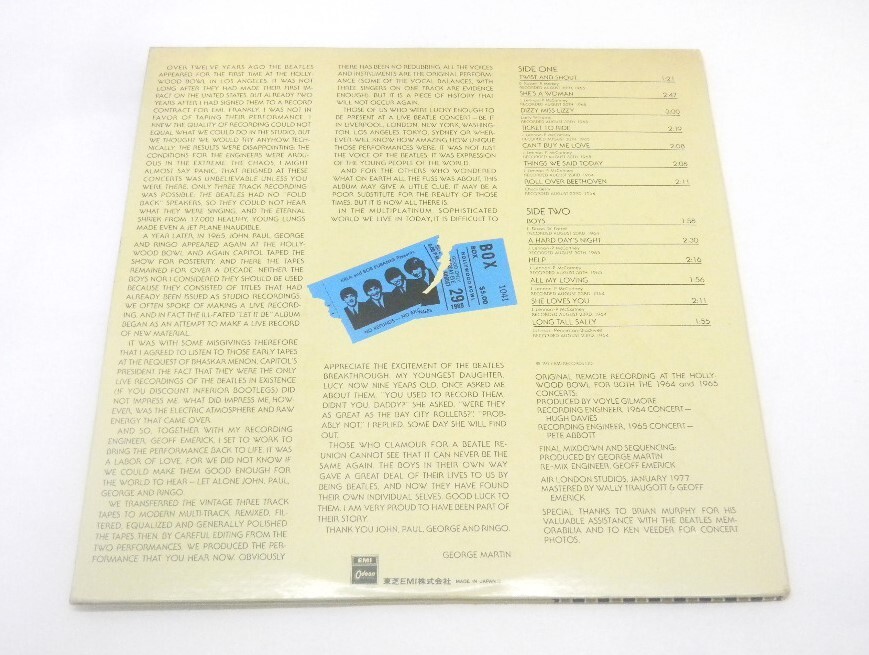 OVER TWELVE YEARS AGO THE BEATLES
APPEARED FOR THE FIRST TIME AT THE HOLLY-
WOOD BOWL IN LOS ANGELES. IT WAS NOT
LONG AFTER THEY HAD MADE THEIR FIRST IM-
PACT ON THE UNITED STATES, BUT ALREADY TWO
YEARS AFTER I HAD SIGNED THEM TO A RECORD
CONTRACT FOR EMI. FRANKLY, I WAS NOT IN
FAVOR OF TAPING THEIR PERFORMANCE. I
KNEW THE QUALITY OF RECORDING COULD NOT
EQUAL WHAT WE COULD DO IN THE STUDIO, BUT
WE THOUGHT WE WOULD TRY ANYHOW. TECH-
NICALLY, THE RESULTS WERE DISAPPOINTING; THE
CONDITIONS FOR THE ENGINEERS WERE ARDU-
OUS IN THE EXTREME. THE CHAOS, I MIGHT
ALMOST SAY PANIC, THAT REIGNED AT THESE
CONCERTS WAS UNBELIEVABLE UNLESS YOU
WERE THERE. ONLY THREE TRACK RECORDING
WAS POSSIBLE; THE BEATLES HAD NO "FOLD
BACK" SPEAKERS, SO THEY COULD NOT HEAR
WHAT THEY WERE SINGING, AND THE ETERNAL
SHRIEK FROM 17,000 HEALTHY, YOUNG LUNGS
MADE EVEN A JET PLANE INAUDIBLE.
A YEAR LATER, IN 1965, JOHN, PAUL, GEORGE
AND RINGO APPEARED AGAIN AT THE HOLLY-
WOOD BOWL AND AGAIN CAPITOL TAPED THE
SHOW FOR POSTERITY. AND THERE THE TAPES
REMAINED FOR OVER A DECADE. NEITHER THE
BOYS NOR I CONSIDERED THEY SHOULD BE USED
BECAUSE THEY CONSISTED OF TITLES THAT HAD
ALREADY BEEN ISSUED AS STUDIO RECORDINGS.
WE OFTEN SPOKE OF MAKING A LIVE RECORD-
ING, AND IN FACT THE ILL-FATED "LET IT BE" ALBUM
BEGAN AS AN ATTEMPT TO MAKE A LIVE RECORD
OF NEW MATERIAL.
IT WAS WITH SOME MISGIVINGS THEREFORE
THAT I AGREED TO LISTEN TO THOSE EARLY TAPES
AT THE REQUEST OF BHASKAR MENON, CAPITOL'S
PRESIDENT. THE FACT THAT THEY WERE THE ONLY
LIVE RECORDINGS OF THE BEATLES IN EXISTENCE
(IF YOU DISCOUNT INFERIOR BOOTLEGS) DID
NOT IMPRESS ME. WHAT DID IMPRESS ME, HOW-
EVER, WAS THE ELECTRIC ATMOSPHERE AND RAW
ENERGY THAT CAME OVER.
AND SO, TOGETHER WITH MY RECORDING
ENGINEER, GEOFF EMERICK, I SET TO WORK TO
BRING THE PERFORMANCE BACK TO LIFE. IT WAS
A LABOR OF LOVE, FOR WE DID NOT KNOW IF
WE COULD MAKE THEM GOOD ENOUGH FOR
THE WORLD TO HEAR — LET ALONE JOHN, PAUL,
GEORGE AND RINGO.
WE TRANSFERRED THE VINTAGE THREE TRACK
TAPES TO MODERN MULTI-TRACK, REMIXED, FIL-
TERED, EQUALIZED AND GENERALLY POLISHED
THE TAPES. THEN, BY CAREFUL EDITING FROM THE
TWO PERFORMANCES, WE PRODUCED THE PER-
FORMANCE THAT YOU HEAR NOW. OBVIOUSLY
THERE HAS BEEN NO REDUBBING. ALL THE VOICES
AND INSTRUMENTS ARE THE ORIGINAL PERFORM-
ANCE (SOME OF THE VOCAL BALANCES, WITH
THREE SINGERS ON ONE TRACK ARE EVIDENCE
ENOUGH). BUT IT IS A PIECE OF HISTORY THAT
WILL NOT OCCUR AGAIN.
THOSE OF US WHO WERE LUCKY ENOUGH TO
BE PRESENT AT A LIVE BEATLE CONCERT — BE IT
IN LIVERPOOL, LONDON, NEW YORK, WASHING-
TON, LOS ANGELES, TOKYO, SYDNEY OR WHER-
EVER WILL KNOW HOW AMAZING, HOW UNIQUE
THOSE PERFORMANCES WERE. IT WAS NOT JUST
THE VOICE OF THE BEATLES; IT WAS EXPRESSION
OF THE YOUNG PEOPLE OF THE WORLD.
AND FOR THE OTHERS WHO WONDERED
WHAT ON EARTH ALL THE FUSS WAS ABOUT, THIS
ALBUM MAY GIVE A LITTLE CLUE. IT MAY BE A
POOR SUBSTITUTE FOR THE REALITY OF THOSE
TIMES, BUT IT IS NOW ALL THERE IS.
IN THE MULTIPLATINUM, SOPHISTICATED
WORLD WE LIVE IN TODAY, IT IS DIFFICULT TO
KRLA and BOB EUBANKS Presents
NO REFUNDS — NO EXCHANGES
29
1965
BOX
HOLLYWOOD BOWL
$5.00
1041
APPRECIATE THE EXCITEMENT OF THE BEATLES
BREAKTHROUGH. MY YOUNGEST DAUGHTER,
LUCY, NOW NINE YEARS OLD, ONCE ASKED ME
ABOUT THEM. "YOU USED TO RECORD THEM,
DIDN'T YOU, DADDY?" SHE ASKED, "WERE THEY
AS GREAT AS THE BAY CITY ROLLERS?" "PROB-
ABLY NOT," I REPLIED. SOME DAY SHE WILL FIND
OUT.
THOSE WHO CLAMOUR FOR A BEATLE RE-
UNION CANNOT SEE THAT IT CAN NEVER BE THE
SAME AGAIN. THE BOYS IN THEIR OWN WAY
GAVE A GREAT DEAL OF THEIR LIVES TO US BY
BEING BEATLES, AND NOW THEY HAVE FOUND
THEIR OWN INDIVIDUAL SELVES. GOOD LUCK TO
THEM. I AM VERY PROUD TO HAVE BEEN PART OF
THEIR STORY.
THANK YOU JOHN, PAUL, GEORGE AND RINGO.
GEORGE MARTIN
EMI
Odeon
東芝EMI株式会社 MADE IN JAPAN
SIDE ONE
TWIST AND SHOUT 1:21
SHE'S A WOMAN 2:47
DIZZY MISS LIZZY 3:00
TICKET TO RIDE 2:19
CAN'T BUY ME LOVE 2:08
THINGS WE SAID TODAY 2:06
ROLL OVER BEETHOVEN 2:11
SIDE TWO
BOYS 1:56
A HARD DAY'S NIGHT 2:30
HELP 2:16
ALL MY LOVING 1:56
SHE LOVES YOU 2:11
LONG TALL SALLY 1:55
ORIGINAL REMOTE RECORDING AT THE HOLLY-
WOOD BOWL FOR BOTH THE 1964 and 1965
CONCERTS:
PRODUCED BY VOYLE GILMORE
RECORDING ENGINEER, 1964 CONCERT—
HUGH DAVIES
RECORDING ENGINEER, 1965 CONCERT—
PETE ABBOTT
FINAL MIXDOWN AND SEQUENCING:
PRODUCED BY GEORGE MARTIN
RE-MIX ENGINEER, GEOFF EMERICK
AIR LONDON STUDIOS, JANUARY 1977
MASTERED BY WALLY TRAUGOTT & GEOFF
EMERICK
SPECIAL THANKS TO BRIAN MURPHY FOR HIS
VALUABLE ASSISTANCE WITH THE BEATLES MEM-
ORABILIA AND TO KEN VEEDER FOR CONCERT
PHOTOS.